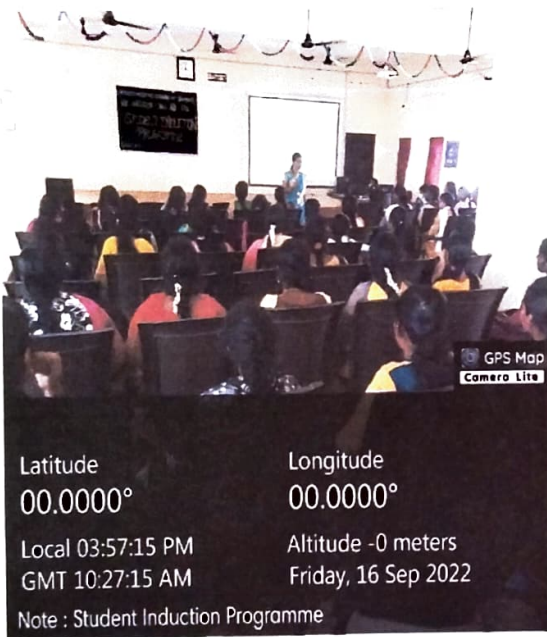 PROGRAMME
GPS Map
Camera Lite
Latitude
00.0000°
Longitude
00.0000°
Local 03:57:15 PM
GMT 10:27:15 AM
Altitude -0 meters
Friday, 16 Sep 2022
Note : Student Induction Programme